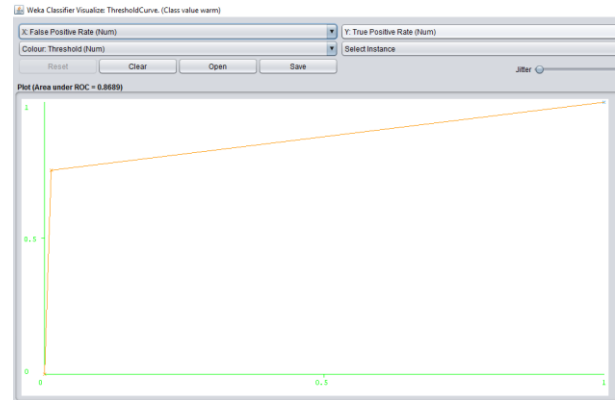 Weka Classifier Visualize: ThresholdCurve. (Class value warm)
X: False Positive Rate (Num) Y: True Positive Rate (Num)
Colour: Threshold (Num) Select Instance
Reset Clear Open Save Jitter
Plot (Area under ROC = 0.8689)
1
0.5
0
0 0.5 1